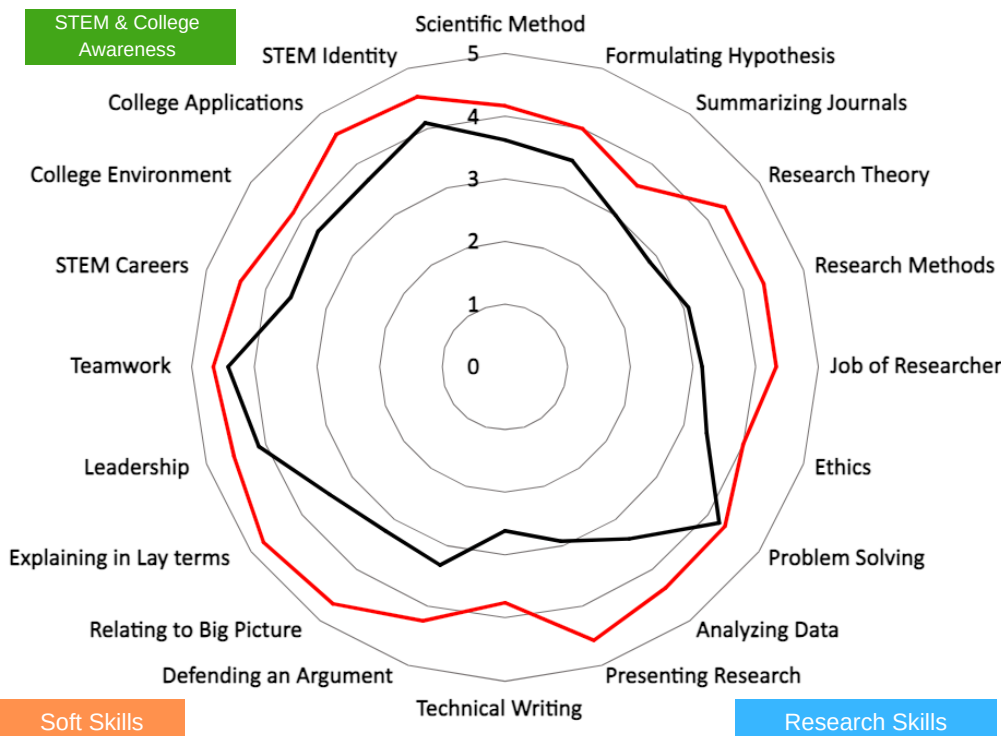 STEM & College
Awareness
Scientific Method
Formulating Hypothesis
Summarizing Journals
Research Theory
Research Methods
Job of Researcher
Ethics
Problem Solving
Analyzing Data
Presenting Research
Technical Writing
Defending an Argument
Relating to Big Picture
Explaining in Lay terms
Leadership
Teamwork
STEM Careers
College Environment
College Applications
STEM Identity
5
4
3
2
1
0
Soft Skills
Research Skills